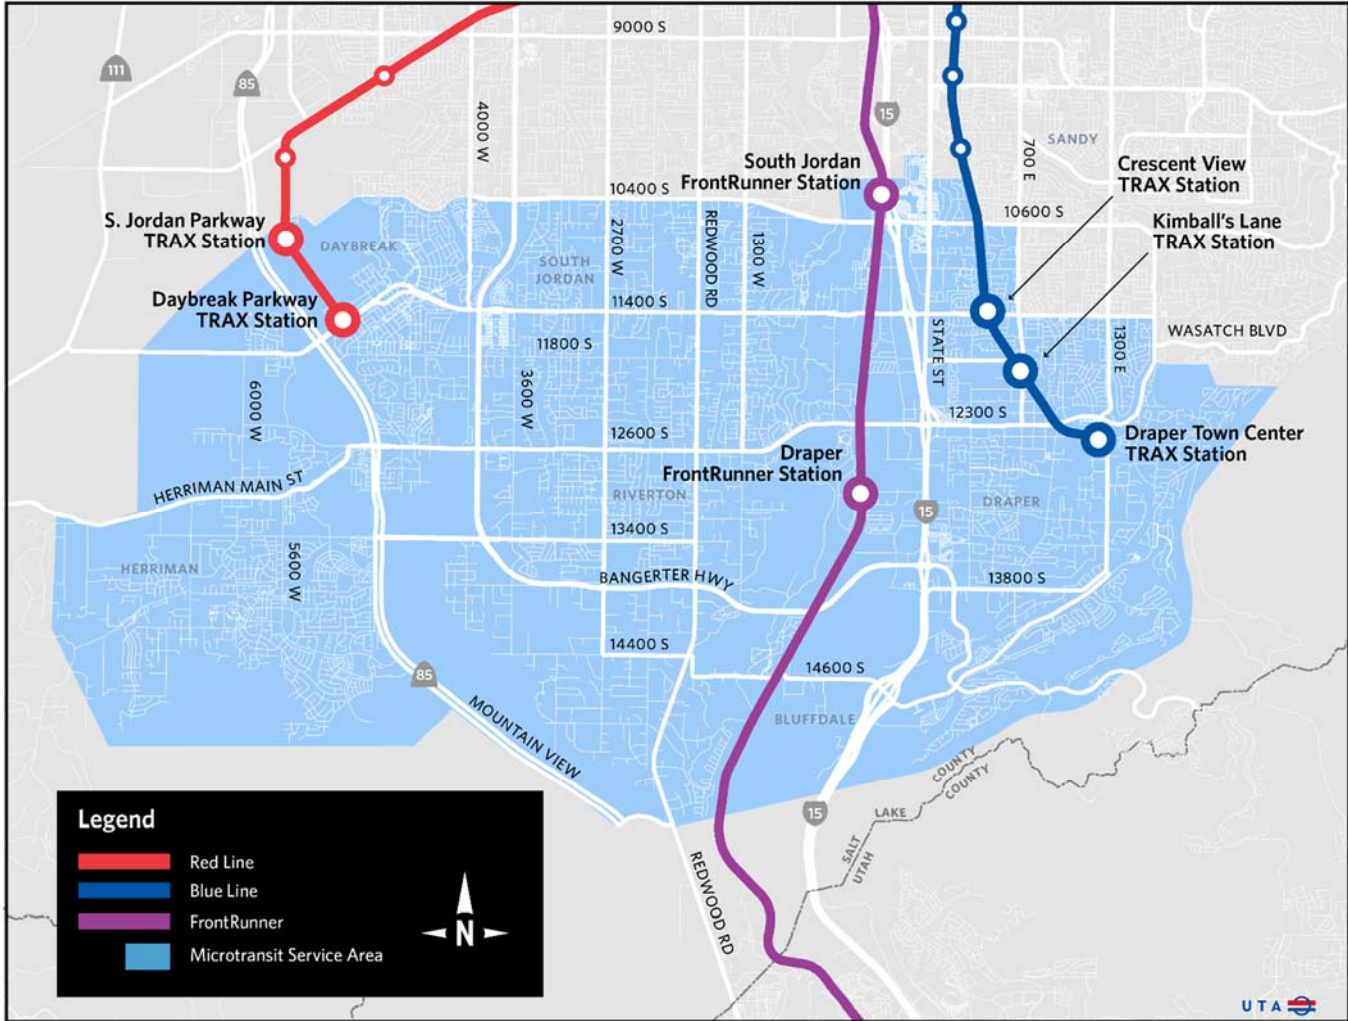 9000 S
111
85
15
4000 W
700 E
SANDY
Crescent View
TRAX Station
South Jordan
FrontRunner Station
10400 S
10600 S
Kimball's Lane
TRAX Station
S. Jordan Parkway
TRAX Station
DAYBREAK
2700 W
REDWOOD RD
1300 W
SOUTH
JORDAN
Daybreak Parkway
TRAX Station
11400 S
11800 S
STATE ST
1300 E
WASATCH BLVD
6000 W
3600 W
12300 S
12600 S
Draper
FrontRunner Station
Draper Town Center
TRAX Station
HERRIMAN MAIN ST
RIVERTON
DRAPER
15
13400 S
HERRIMAN
5600 W
BANGERTER HWY
13800 S
14400 S
14600 S
85
MOUNTAIN VIEW
BLUFFDALE
COUNTY
COUNTY
15
LAKE
SALT
UTAH
REDWOOD RD
Legend
Red Line
Blue Line
FrontRunner
Microtransit Service Area
N
UTA